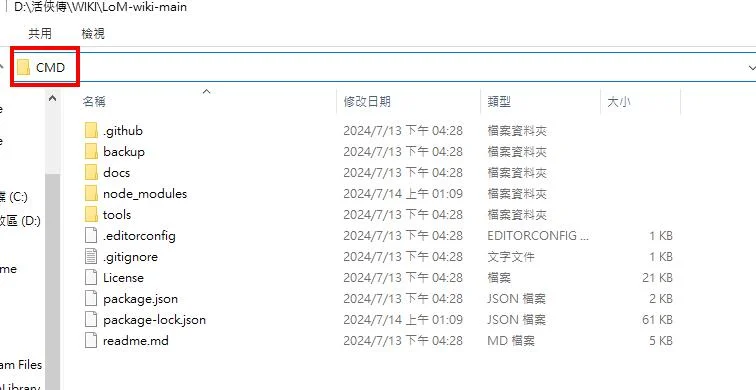 D:\活俠傳\WIKI\LoM-wiki-main
共用 檢視
CMD
名稱 修改日期 類型 大小
.github 2024/7/13 下午 04:28 檔案資料夾
backup 2024/7/13 下午 04:28 檔案資料夾
docs 2024/7/13 下午 04:28 檔案資料夾
node_modules 2024/7/14 上午 01:09 檔案資料夾
tools 2024/7/13 下午 04:28 檔案資料夾
.editorconfig 2024/7/13 下午 04:28 EDITORCONFIG ... 1 KB
.gitignore 2024/7/13 下午 04:28 文字文件 1 KB
License 2024/7/13 下午 04:28 檔案 21 KB
package.json 2024/7/13 下午 04:28 JSON 檔案 2 KB
package-lock.json 2024/7/14 上午 01:09 JSON 檔案 61 KB
readme.md 2024/7/13 下午 04:28 MD 檔案 5 KB
(C:)
(D:)
am Files
Library